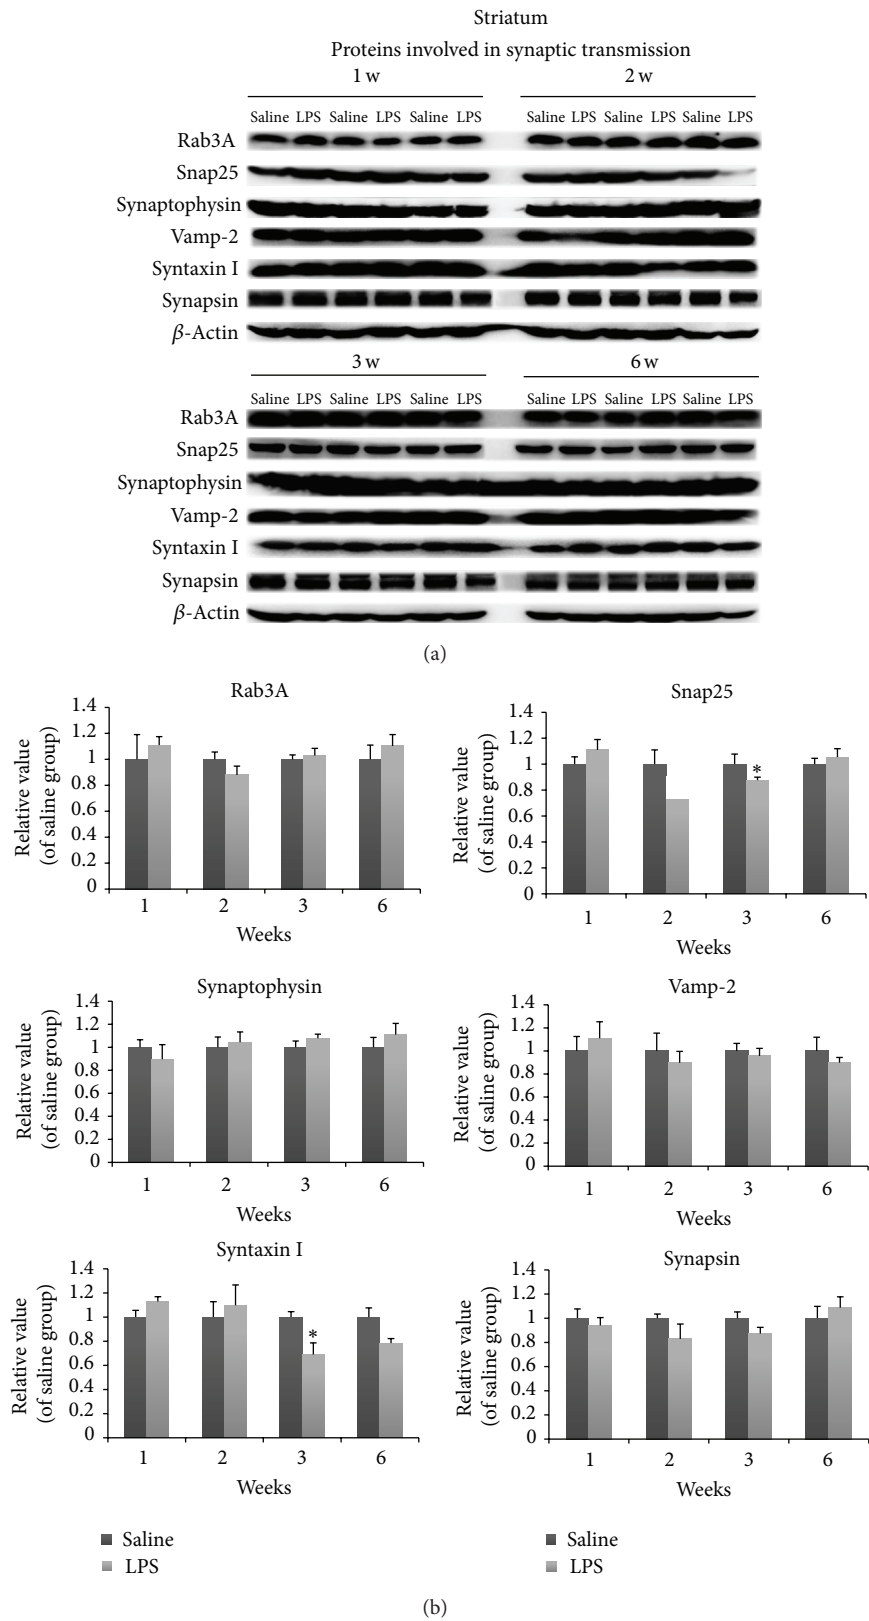 Striatum
Proteins involved in synaptic transmission
1 w 2 w
Saline LPS Saline LPS Saline LPS Saline LPS Saline LPS Saline LPS
Rab3A
Snap25
Synaptophysin
Vamp-2
Syntaxin I
Synapsin
β-Actin
3 w 6 w
Saline LPS Saline LPS Saline LPS Saline LPS Saline LPS Saline LPS
Rab3A
Snap25
Synaptophysin
Vamp-2
Syntaxin I
Synapsin
β-Actin
(a)
Rab3A
Relative value
(of saline group)
1.4
1.2
1
0.8
0.6
0.4
0.2
0
1 2 3 6
Weeks
Snap25
Relative value
(of saline group)
1.4
1.2
1
0.8
0.6
0.4
0.2
0
*
1 2 3 6
Weeks
Synaptophysin
Relative value
(of saline group)
1.4
1.2
1
0.8
0.6
0.4
0.2
0
1 2 3 6
Weeks
Vamp-2
Relative value
(of saline group)
1.4
1.2
1
0.8
0.6
0.4
0.2
0
1 2 3 6
Weeks
Syntaxin I
Relative value
(of saline group)
1.4
1.2
1
0.8
0.6
0.4
0.2
0
*
1 2 3 6
Weeks
Saline
LPS
Synapsin
Relative value
(of saline group)
1.4
1.2
1
0.8
0.6
0.4
0.2
0
1 2 3 6
Weeks
Saline
LPS
(b)